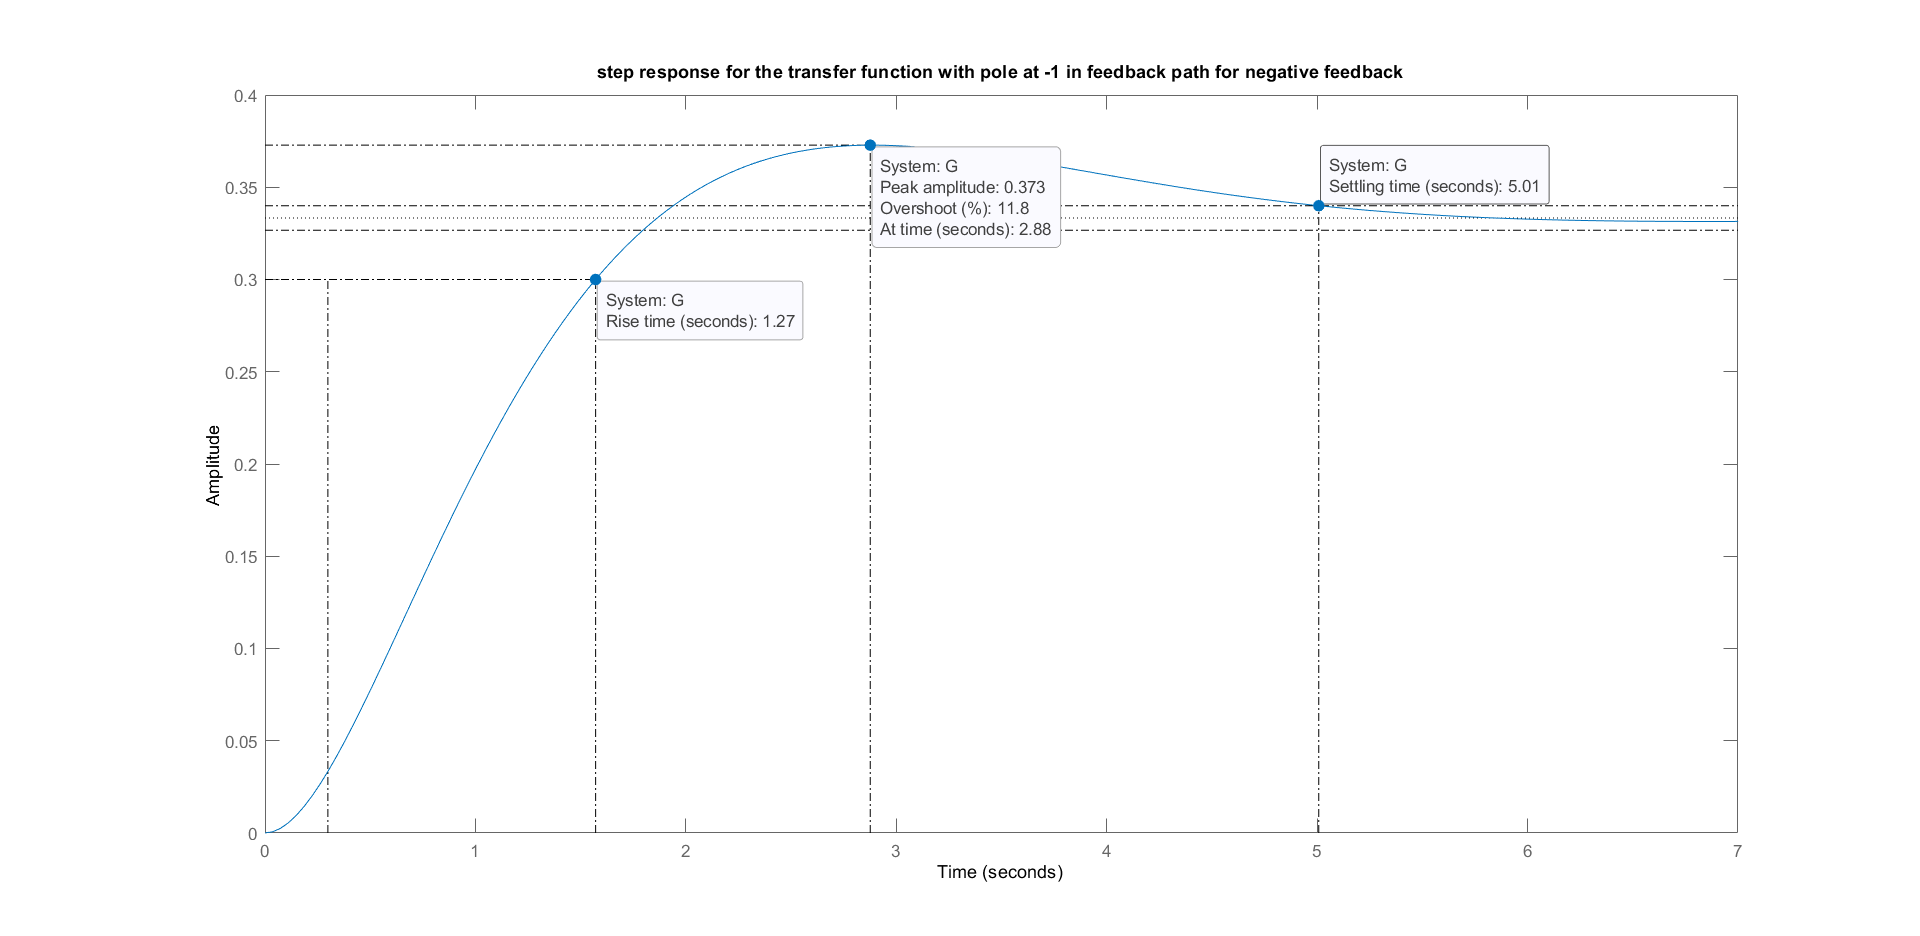 step response for the transfer function with pole at -1 in feedback path for negative feedback
0.4
0.35
0.3
0.25
0.2
0.15
0.1
0.05
0
Amplitude
System: G
Peak amplitude: 0.373
Overshoot (%): 11.8
At time (seconds): 2.88
System: G
Settling time (seconds): 5.01
System: G
Rise time (seconds): 1.27
0 1 2 3 4 5 6 7
Time (seconds)